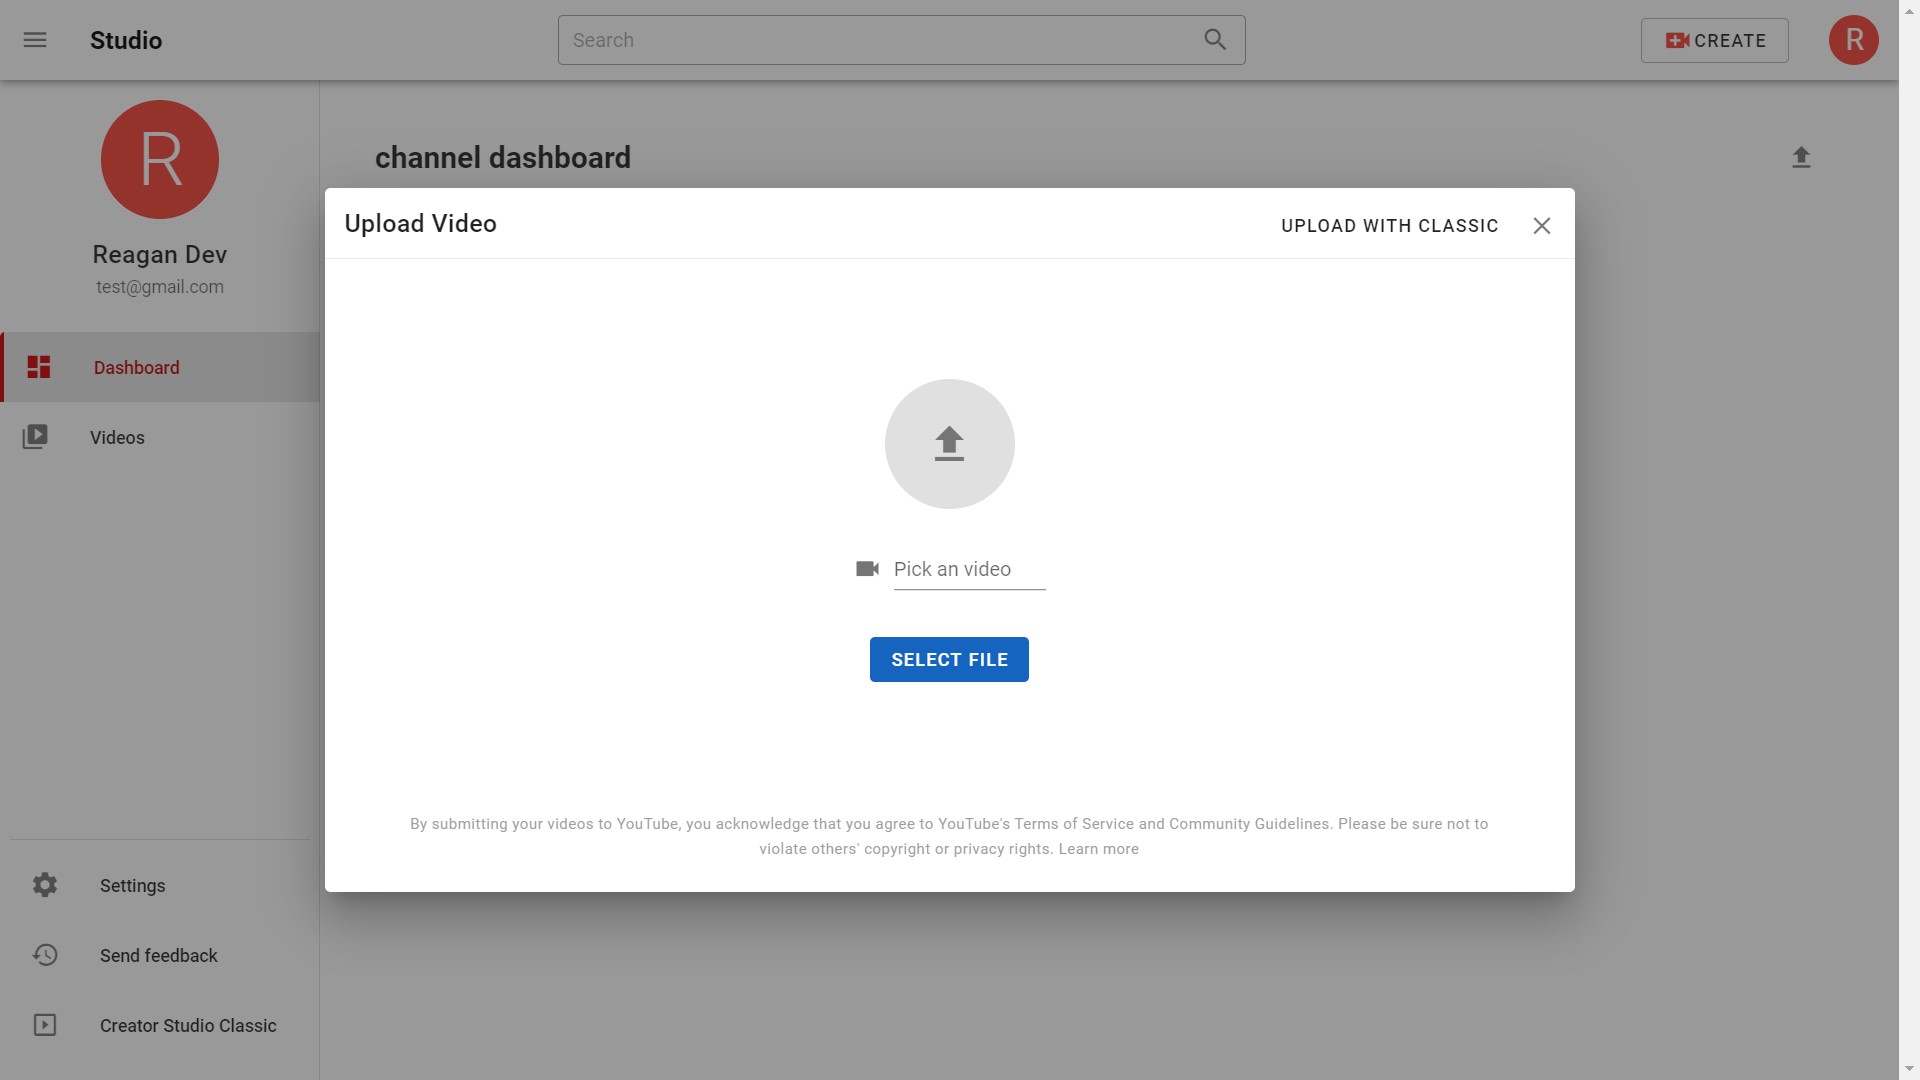 Studio
Search
CREATE
R
R
Reagan Dev
test@gmail.com
Dashboard
Videos
Settings
Send feedback
Creator Studio Classic
channel dashboard
Upload Video
UPLOAD WITH CLASSIC
Pick an video
SELECT FILE
By submitting your videos to YouTube, you acknowledge that you agree to YouTube's Terms of Service and Community Guidelines. Please be sure not to
violate others' copyright or privacy rights. Learn more